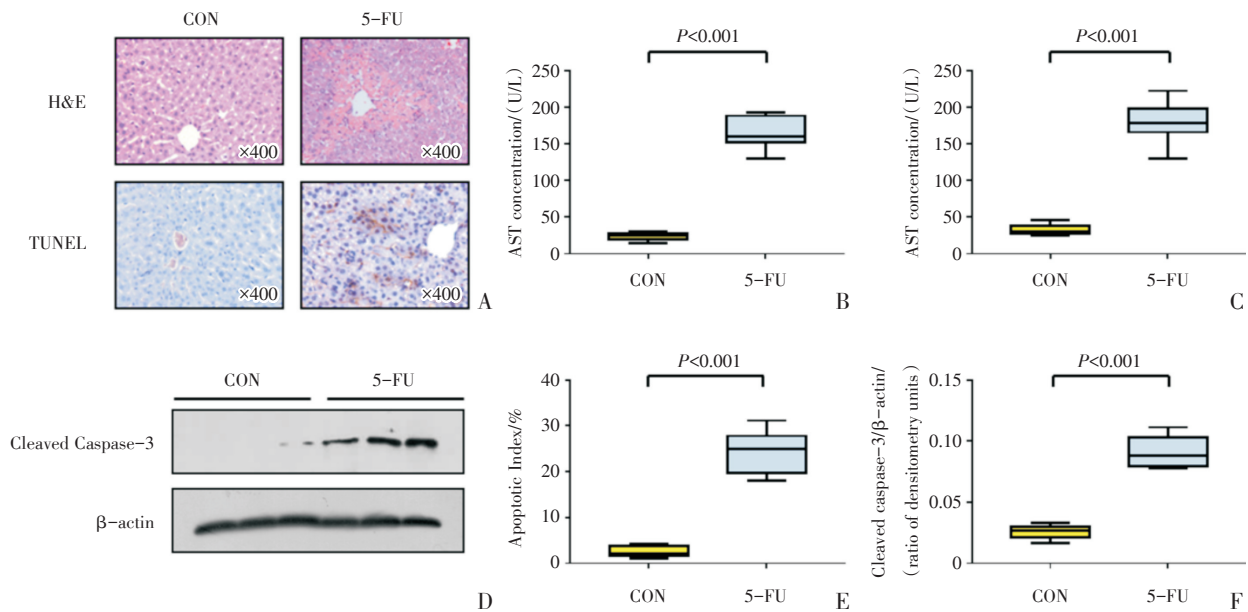 CON
5-FU
H&E
×400
×400
TUNEL
×400
×400
A
P<0.001
AST concentration/(U/L)
250
200
150
100
50
0
CON
5-FU
B
P<0.001
AST concentration/(U/L)
250
200
150
100
50
0
CON
5-FU
C
CON
5-FU
Cleaved Caspase-3
β-actin
D
P<0.001
Apoptotic Index/%
40
30
20
10
0
CON
5-FU
E
P<0.001
Cleaved caspase-3/β-actin/
(ratio of densitometry units)
0.15
0.10
0.05
0
CON
5-FU
F